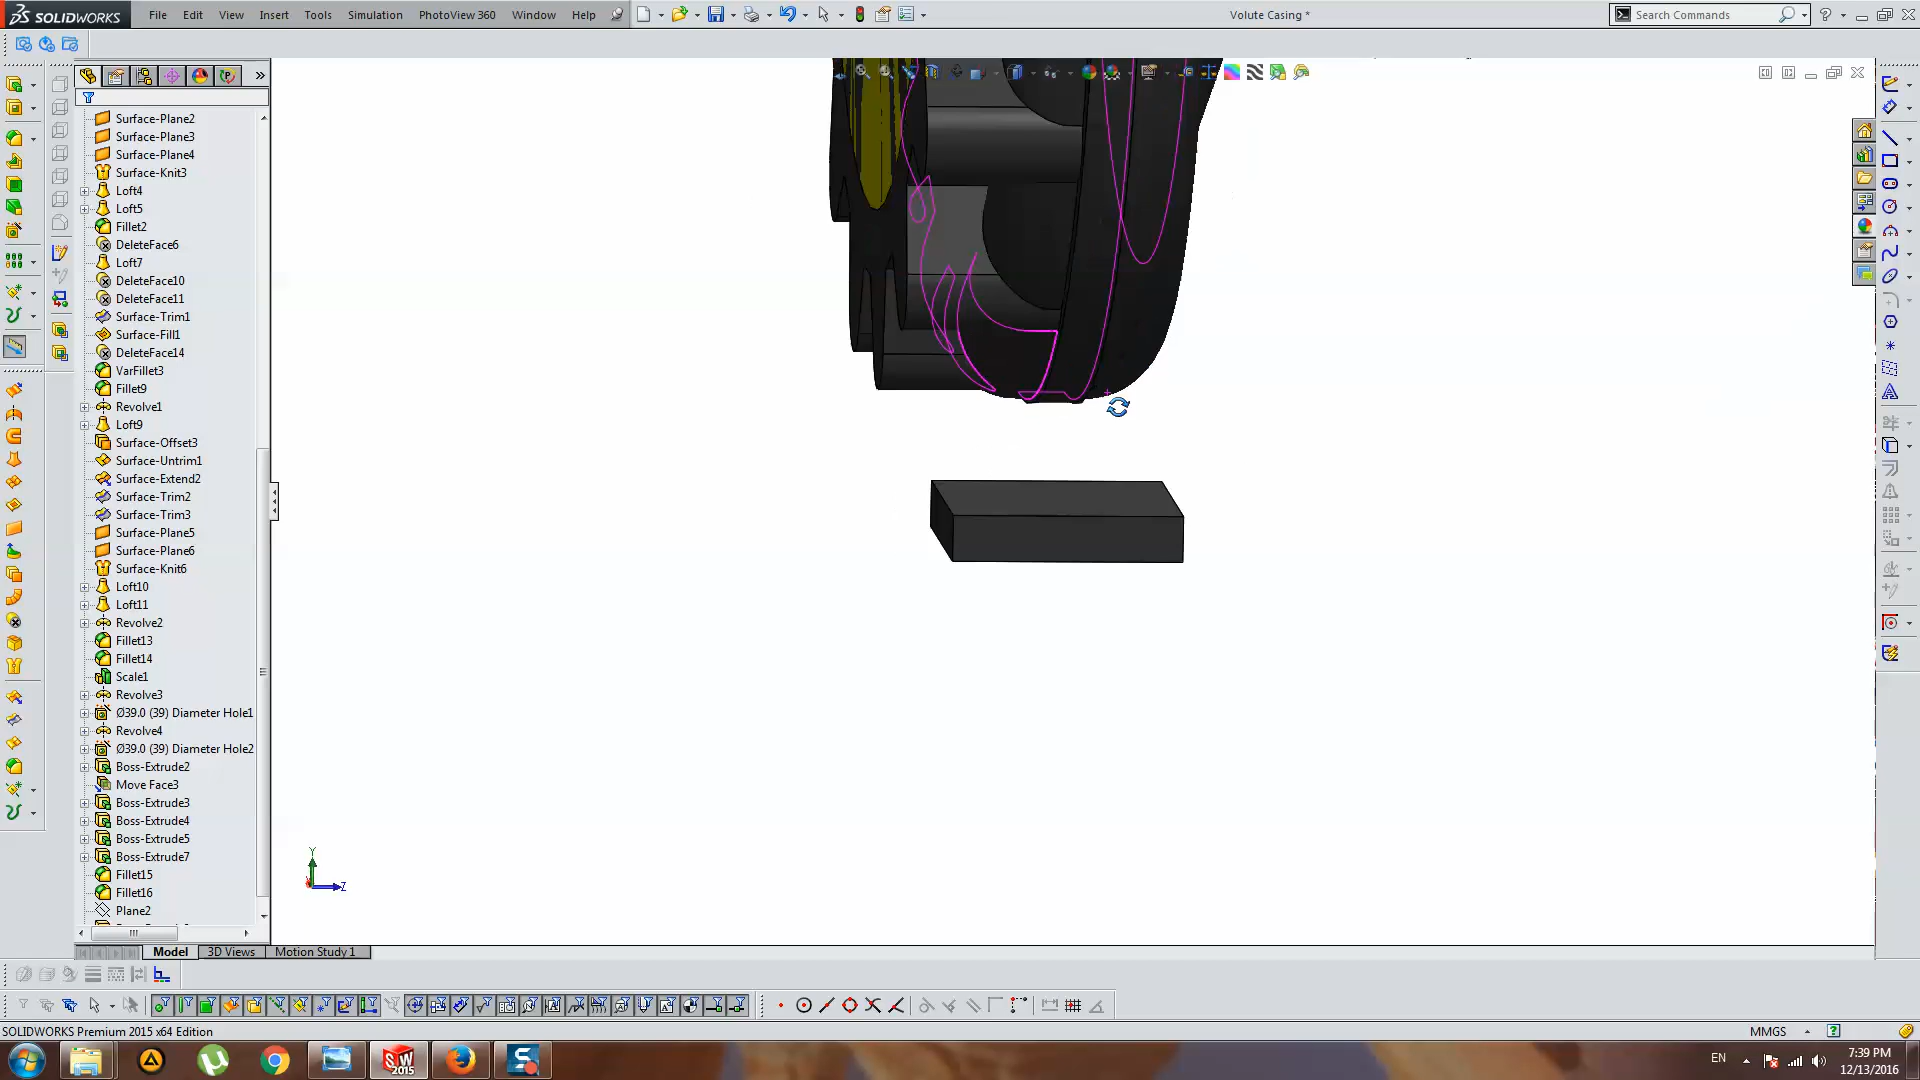 SOLIDWORKS File Edit View Insert Tools Simulation PhotoView 360 Window Help Volute Casing * Search Commands
Surface-Plane2
Surface-Plane3
Surface-Plane4
Surface-Knit3
Loft4
Loft5
Fillet2
DeleteFace6
Loft7
DeleteFace10
DeleteFace11
Surface-Trim1
Surface-Fill1
DeleteFace14
VarFillet3
Fillet9
Revolve1
Loft9
Surface-Offset3
Surface-Untrim1
Surface-Extend2
Surface-Trim2
Surface-Trim3
Surface-Plane5
Surface-Plane6
Surface-Knit6
Loft10
Loft11
Revolve2
Fillet13
Fillet14
Scale1
Revolve3
Ø39.0 (39) Diameter Hole1
Revolve4
Ø39.0 (39) Diameter Hole2
Boss-Extrude2
Move Face3
Boss-Extrude3
Boss-Extrude4
Boss-Extrude5
Boss-Extrude7
Fillet15
Fillet16
Plane2
Y
Z
Model 3D Views Motion Study 1
SOLIDWORKS Premium 2015 x64 Edition MMGS
SW 2015
EN
7:39 PM
12/13/2016